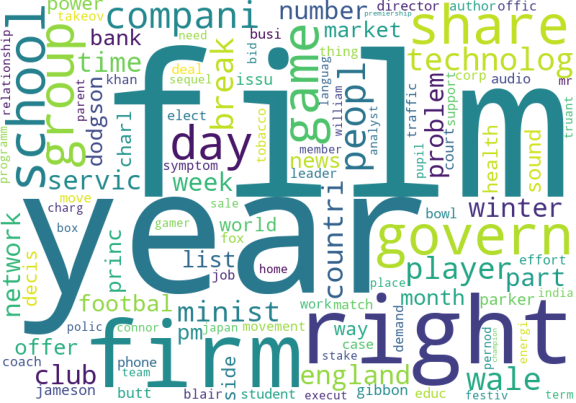 power
takeov
compani
number
director
author
offic
premiership
share
bank
market
busi
bid
need
sequel
deal
issu
khan
thing
corp
audio
mr
technolog
relationship
school
group
time
parent
dodgson
charl
break
game
film
news
languag
william
analyst
peopl
problem
traffic
court
support
pupil
health
sound
truant
programm
day
symptom
tobacco
elect
member
leader
servic
week
move
charg
sale
year
countri
bowl
winter
network
decis
box
princ
gamer
fox
world
list
job
home
govern
place
player
part
effort
india
footbal
minist
month
parker
polic
connor
team
pm
japan
movement
work
match
way
case
demand
right
pernod
champion
energi
offer
firm
side
stake
england
wale
coach
club
jameson
phone
butt
blair
student
execut
gibbon
educ
festiv
term